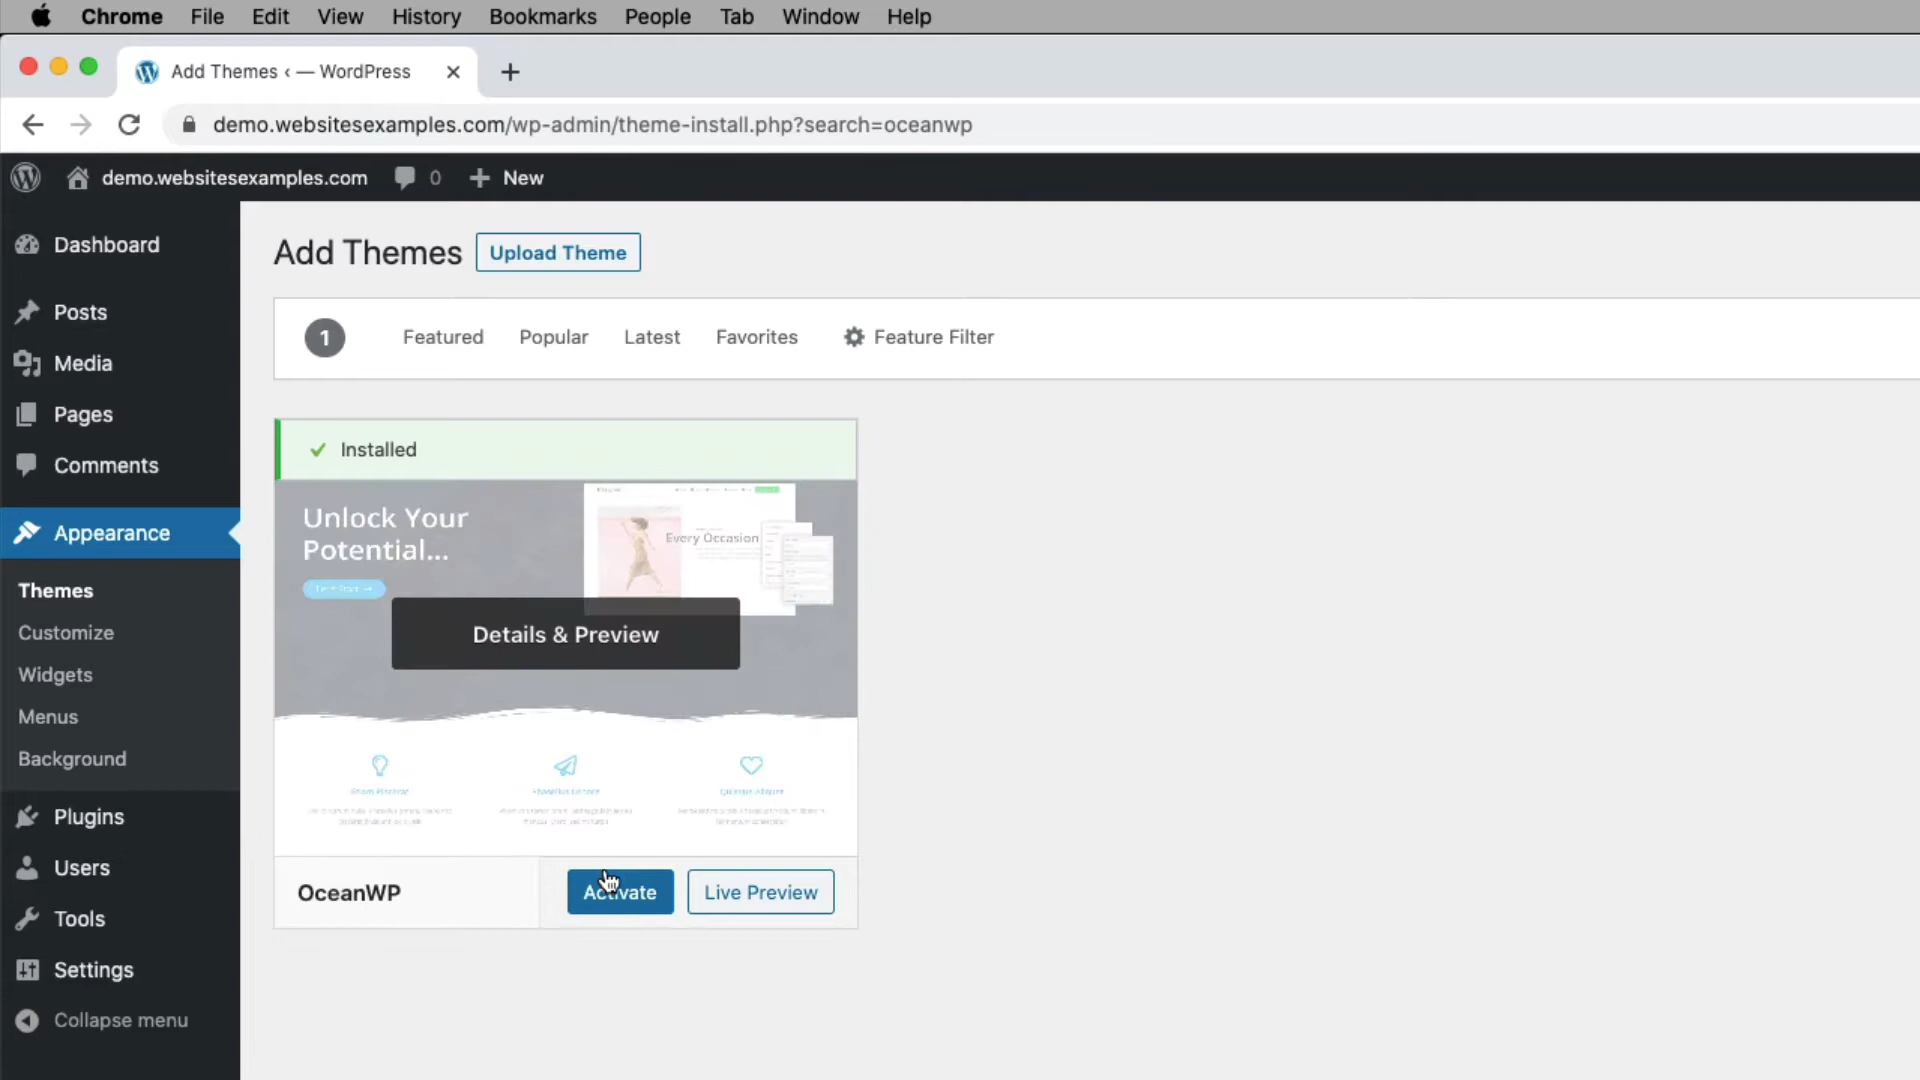 Chrome File Edit View History Bookmarks People Tab Window Help
Add Themes ‹ — WordPress
demo.websitesexamples.com/wp-admin/theme-install.php?search=oceanwp
demo.websitesexamples.com 0 New
Dashboard
Posts
Media
Pages
Comments
Appearance
Themes
Customize
Widgets
Menus
Background
Plugins
Users
Tools
Settings
Collapse menu
Add Themes Upload Theme
1 Featured Popular Latest Favorites Feature Filter
Installed
Unlock Your
Potential...
Every Occasion
Details & Preview
OceanWP Activate Live Preview